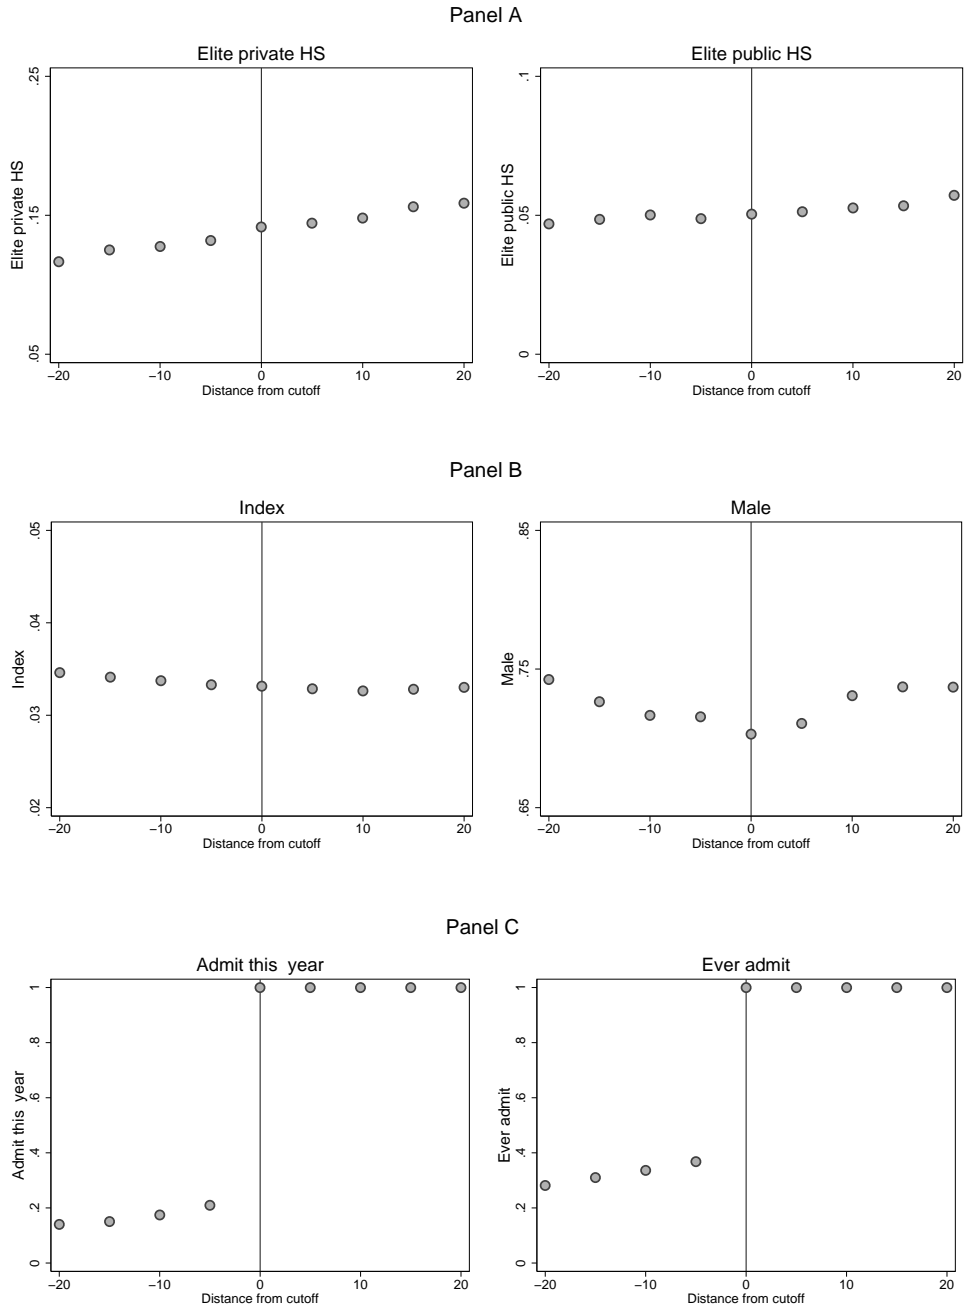 Panel A
Elite private HS
Elite private HS
.25
.15
.05
−20 −10 0 10 20
Distance from cutoff
Elite public HS
Elite public HS
.1
.05
0
−20 −10 0 10 20
Distance from cutoff
Panel B
Index
Index
.05
.04
.03
.02
−20 −10 0 10 20
Distance from cutoff
Male
Male
.85
.75
.65
−20 −10 0 10 20
Distance from cutoff
Panel C
Admit this year
Admit this year
1
.8
.6
.4
.2
0
−20 −10 0 10 20
Distance from cutoff
Ever admit
Ever admit
1
.8
.6
.4
.2
0
−20 −10 0 10 20
Distance from cutoff